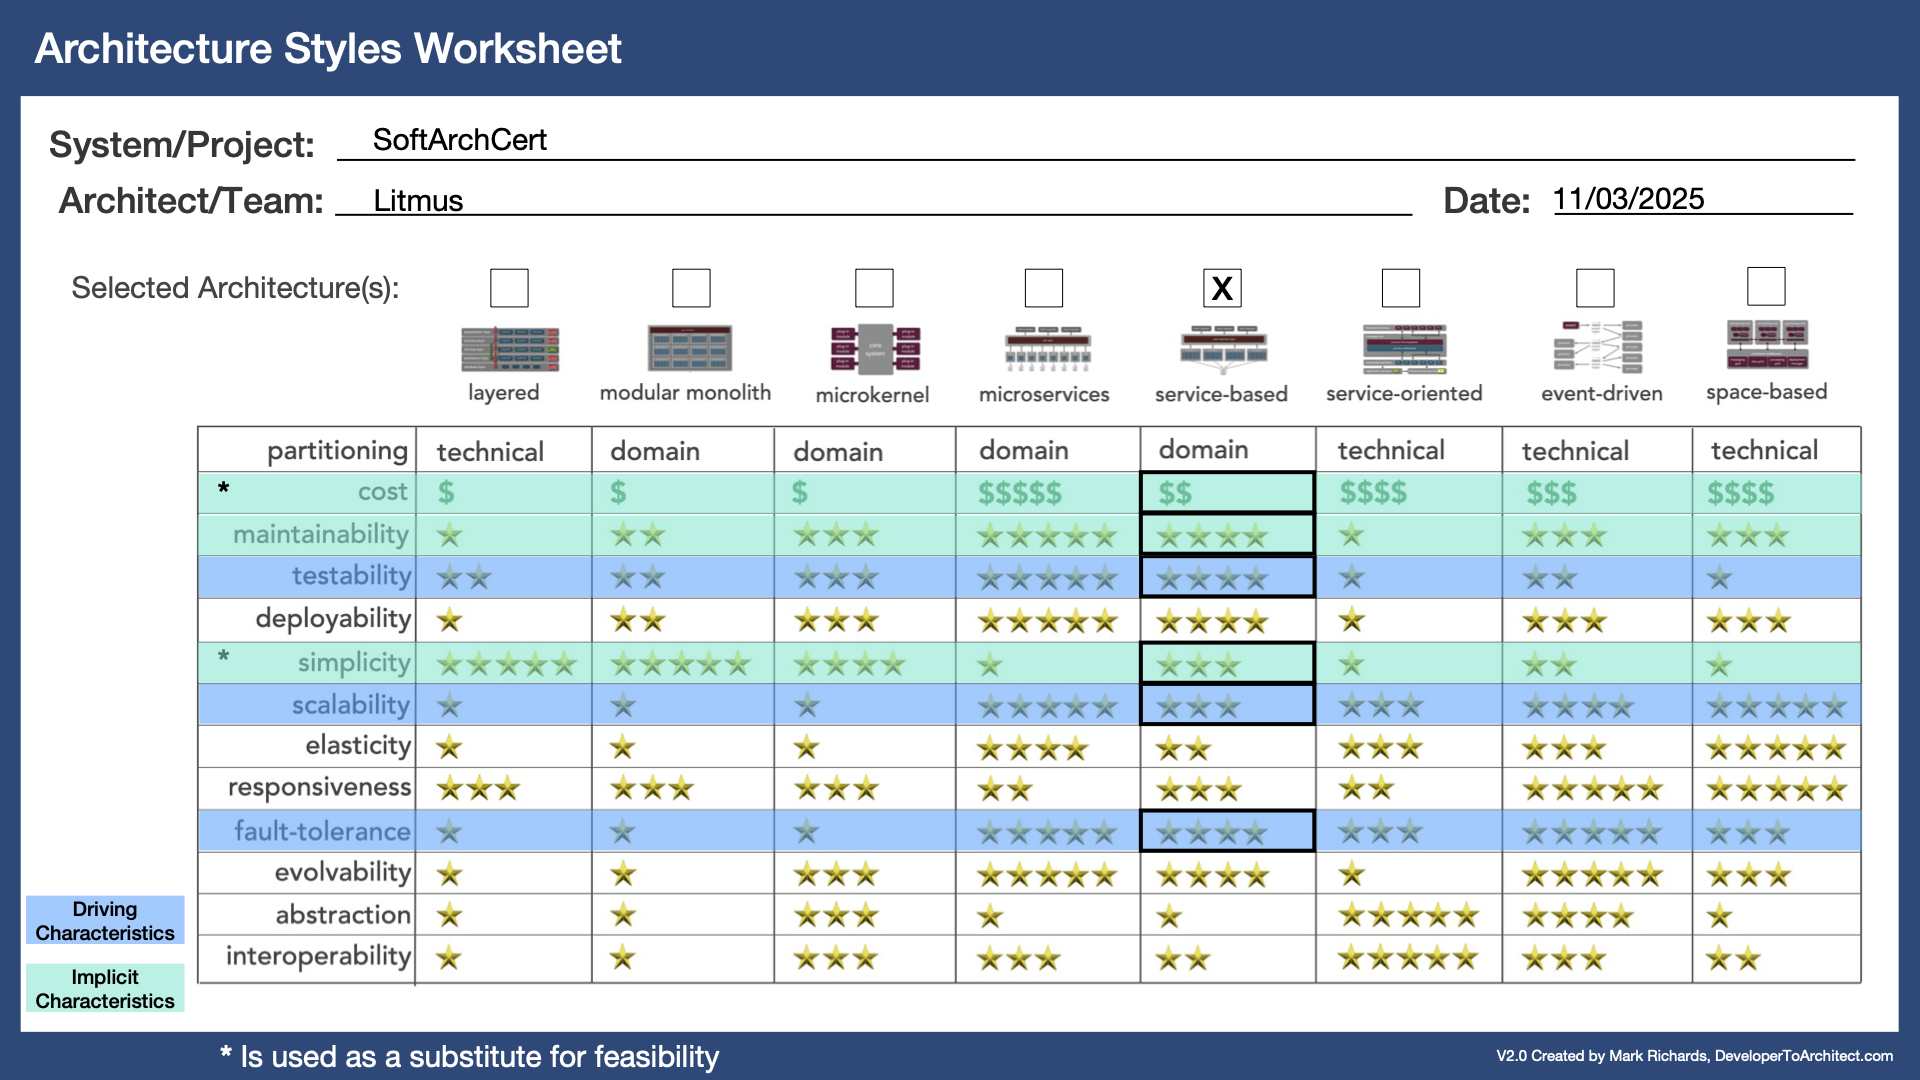 Architecture Styles Worksheet
System/Project: SoftArchCert
Architect/Team: Litmus Date: 11/03/2025
Selected Architecture(s): X
core system
layered modular monolith microkernel microservices service-based service-oriented event-driven space-based
partitioning technical domain domain domain domain technical technical technical
* cost $ $ $ $$$$$ $$ $$$$ $$$ $$$$
maintainability ★ ★★ ★★★ ★★★★★ ★★★★ ★ ★★★ ★★★
testability ★★ ★★ ★★★ ★★★★★ ★★★★ ★ ★★ ★
deployability ★ ★★ ★★★ ★★★★★ ★★★★ ★ ★★★ ★★★
* simplicity ★★★★★ ★★★★★ ★★★★ ★ ★★★ ★ ★★ ★
scalability ★ ★ ★ ★★★★★ ★★★ ★★★ ★★★★ ★★★★★
elasticity ★ ★ ★ ★★★★ ★★ ★★★ ★★★ ★★★★★
responsiveness ★★★ ★★★ ★★★ ★★ ★★★ ★★ ★★★★★ ★★★★★
fault-tolerance ★ ★ ★ ★★★★★ ★★★★ ★★★ ★★★★★ ★★★
evolvability ★ ★ ★★★ ★★★★★ ★★★★ ★ ★★★★★ ★★★
abstraction ★ ★ ★★★ ★ ★ ★★★★★ ★★★★ ★
interoperability ★ ★ ★★★ ★★★ ★★ ★★★★★ ★★★ ★★
Driving
Characteristics
Implicit
Characteristics
* Is used as a substitute for feasibility
V2.0 Created by Mark Richards, DeveloperToArchitect.com